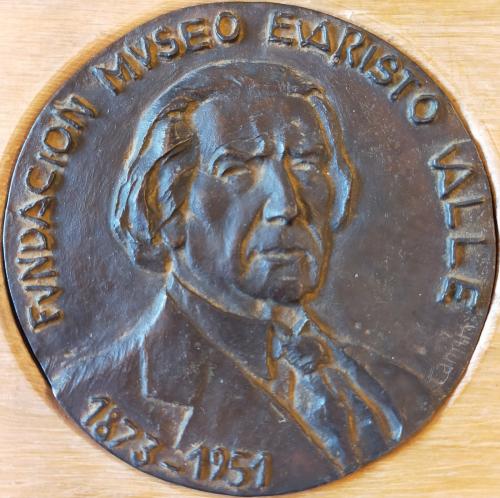 FVNDACION MVSEO EVARISTO VALLE
1873-1951